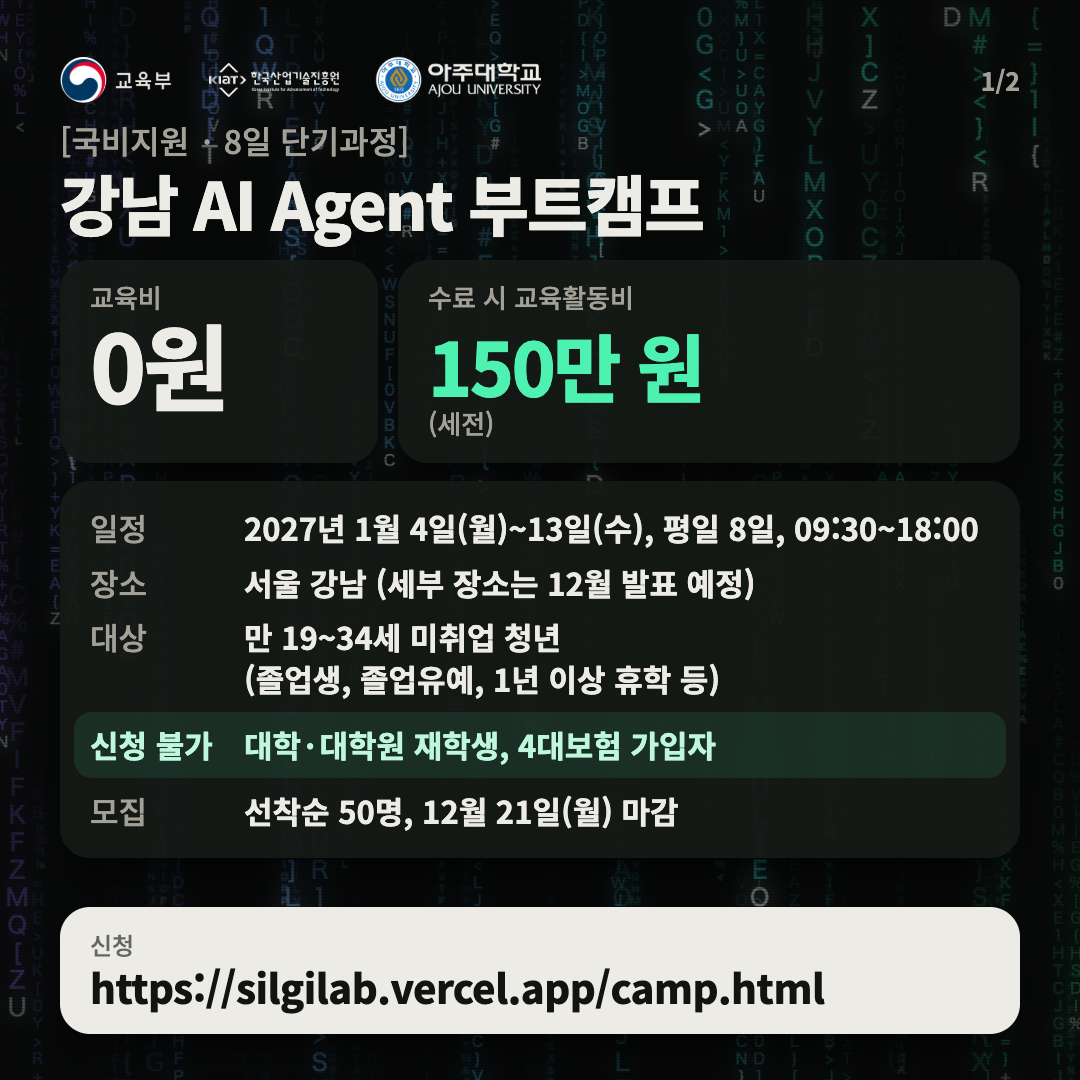 교육부
KIAT 한국산업기술진흥원
Korea Institute for Advancement of Technology
아주대학교
AJOU UNIVERSITY
1/2
[국비지원 · 8일 단기과정]
강남 AI Agent 부트캠프
교육비
0원
수료 시 교육활동비
150만 원
(세전)
일정 2027년 1월 4일(월)~13일(수), 평일 8일, 09:30~18:00
장소 서울 강남 (세부 장소는 12월 발표 예정)
대상 만 19~34세 미취업 청년
(졸업생, 졸업유예, 1년 이상 휴학 등)
신청 불가 대학·대학원 재학생, 4대보험 가입자
모집 선착순 50명, 12월 21일(월) 마감
신청
https://silgilab.vercel.app/camp.html